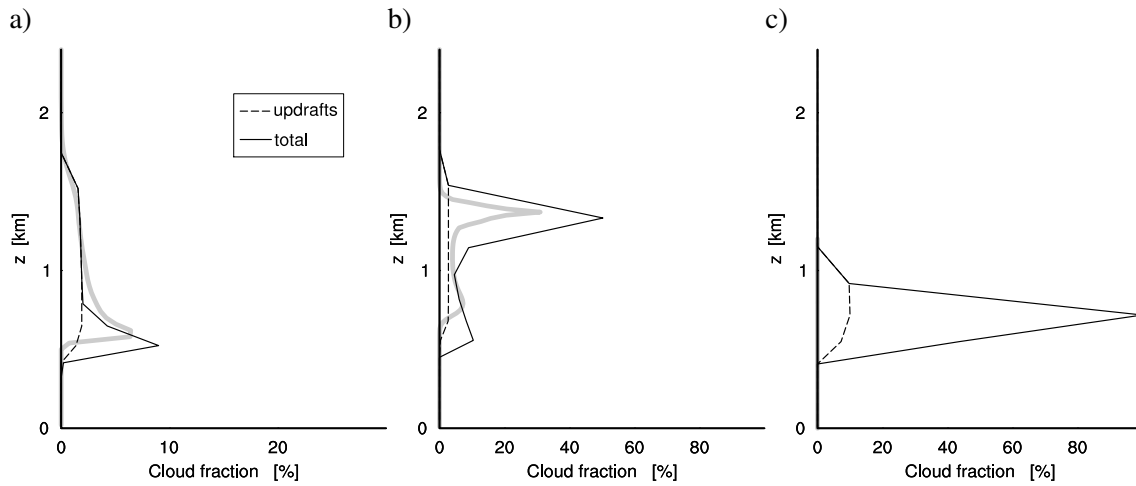 a)
2
1
0
z [km]
updrafts
total
0 10 20
Cloud fraction [%]
b)
2
1
0
z [km]
0 20 40 60 80
Cloud fraction [%]
c)
2
1
0
z [km]
0 20 40 60 80
Cloud fraction [%]